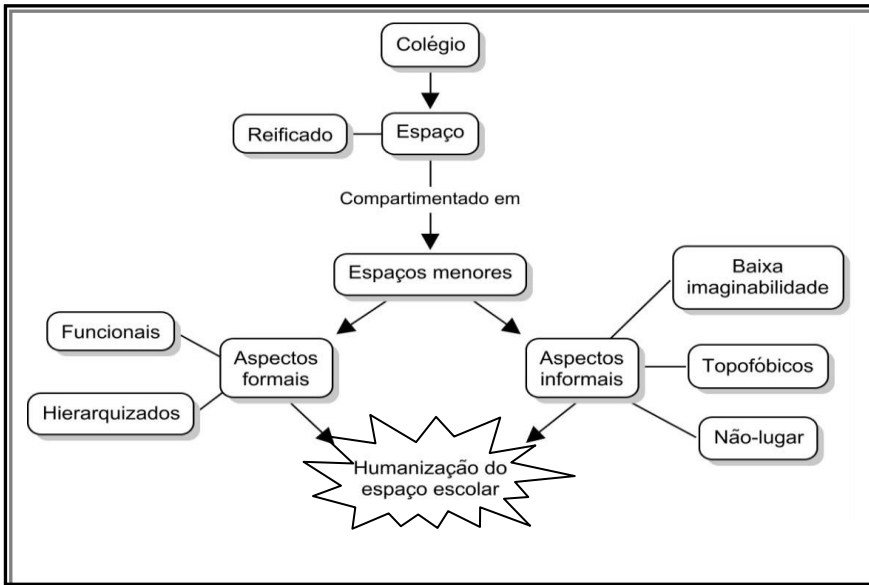 Colégio
Reificado
Espaço
Compartimentado em
Espaços menores
Baixa
imaginabilidade
Funcionais
Aspectos
formais
Aspectos
informais
Topofóbicos
Hierarquizados
Não-lugar
Humanização do
espaço escolar